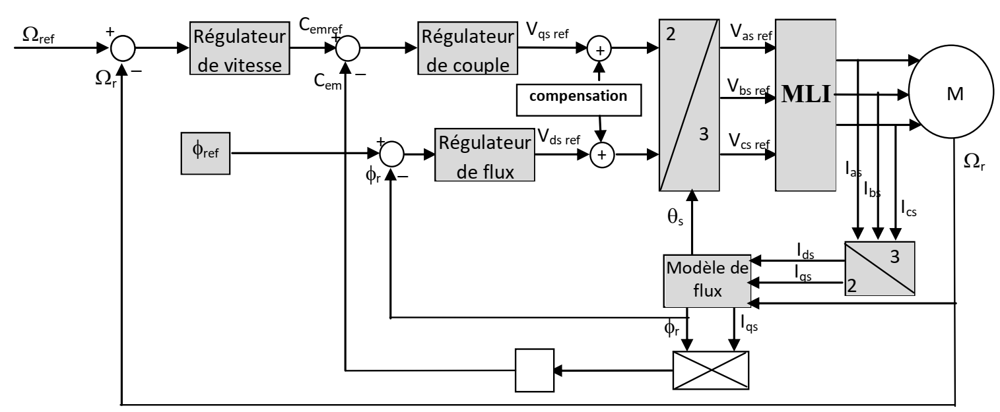 Ωref
+
Ωr
−
Régulateur
de vitesse
Cemref
+
Cem
−
Régulateur
de couple
Vqs ref
+
compensation
ϕref
+
ϕr
−
Régulateur
de flux
Vds ref
+
2
3
Vas ref
Vbs ref
Vcs ref
MLI
M
Ωr
Ias
Ibs
Ics
θs
3
2
Ids
Iqs
Modèle de
flux
ϕr
Iqs